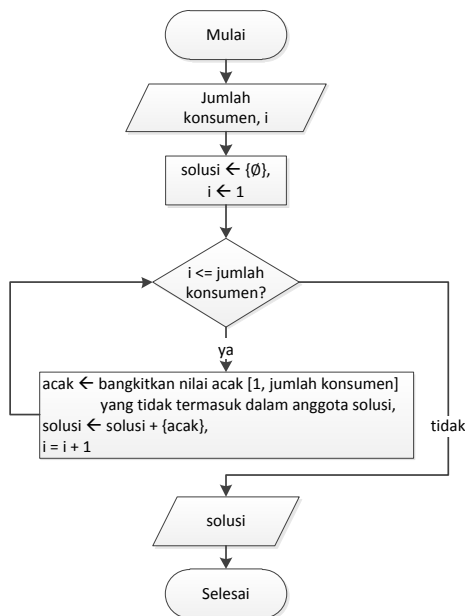 Mulai
Jumlah
konsumen, i
solusi ← {Ø},
i ← 1
i <= jumlah
konsumen?
ya
acak ← bangkitkan nilai acak [1, jumlah konsumen]
yang tidak termasuk dalam anggota solusi,
solusi ← solusi + {acak},
i = i + 1
tidak
solusi
Selesai